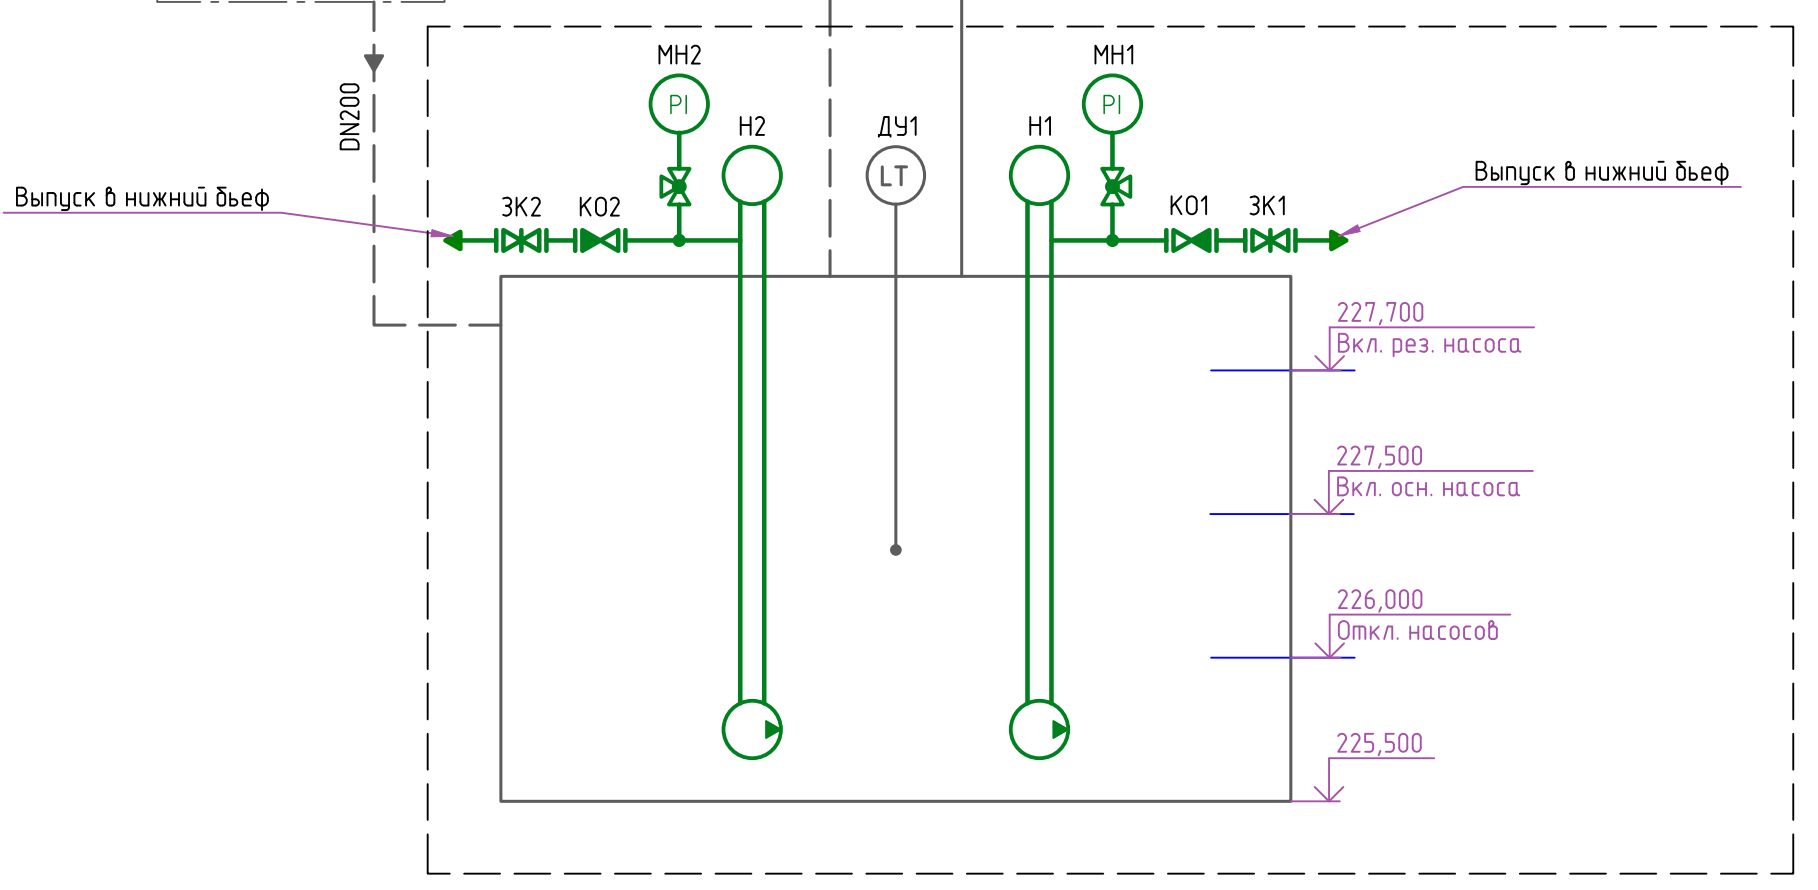 МН2
МН1
PI
PI
DN200
Н2
ДУ1
Н1
LT
Выпуск в нижний бьеф
Выпуск в нижний бьеф
ЗК2
КО2
КО1
ЗК1
227,700
Вкл. рез. насоса
227,500
Вкл. осн. насоса
226,000
Откл. насосов
225,500